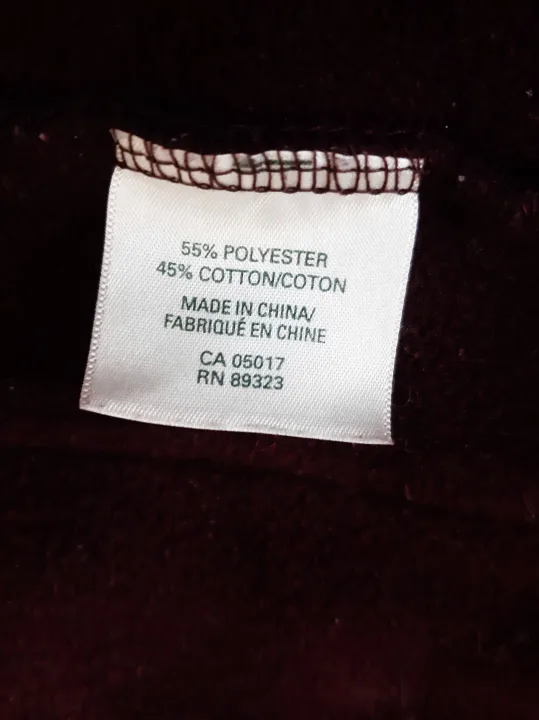 55% POLYESTER
45% COTTON/COTON
MADE IN CHINA/
FABRIQUÉ EN CHINE
CA 05017
RN 89323